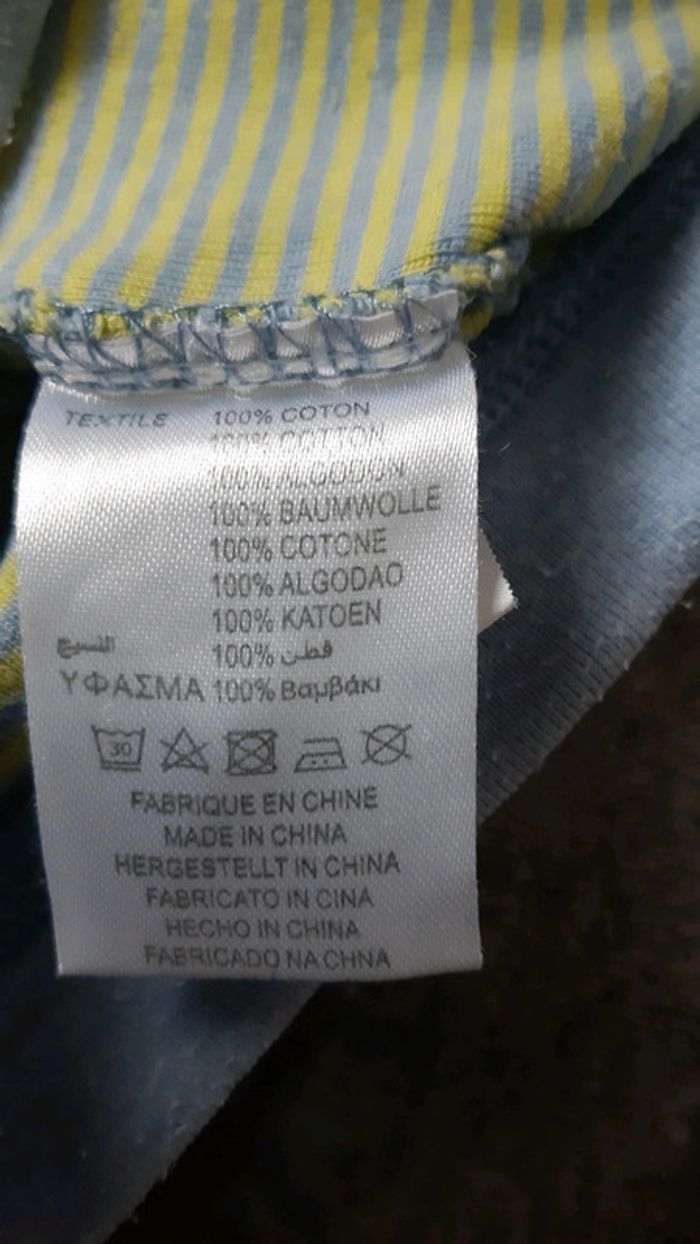 TEXTILE 100% COTON
100% COTTON
100% ALGODON
100% BAUMWOLLE
100% COTONE
100% ALGODAO
100% KATOEN
النسيج 100% قطن
ΥΦΑΣΜΑ 100% Βαμβάκι
30
FABRIQUE EN CHINE
MADE IN CHINA
HERGESTELLT IN CHINA
FABRICATO IN CINA
HECHO IN CHINA
FABRICADO NA CHNA